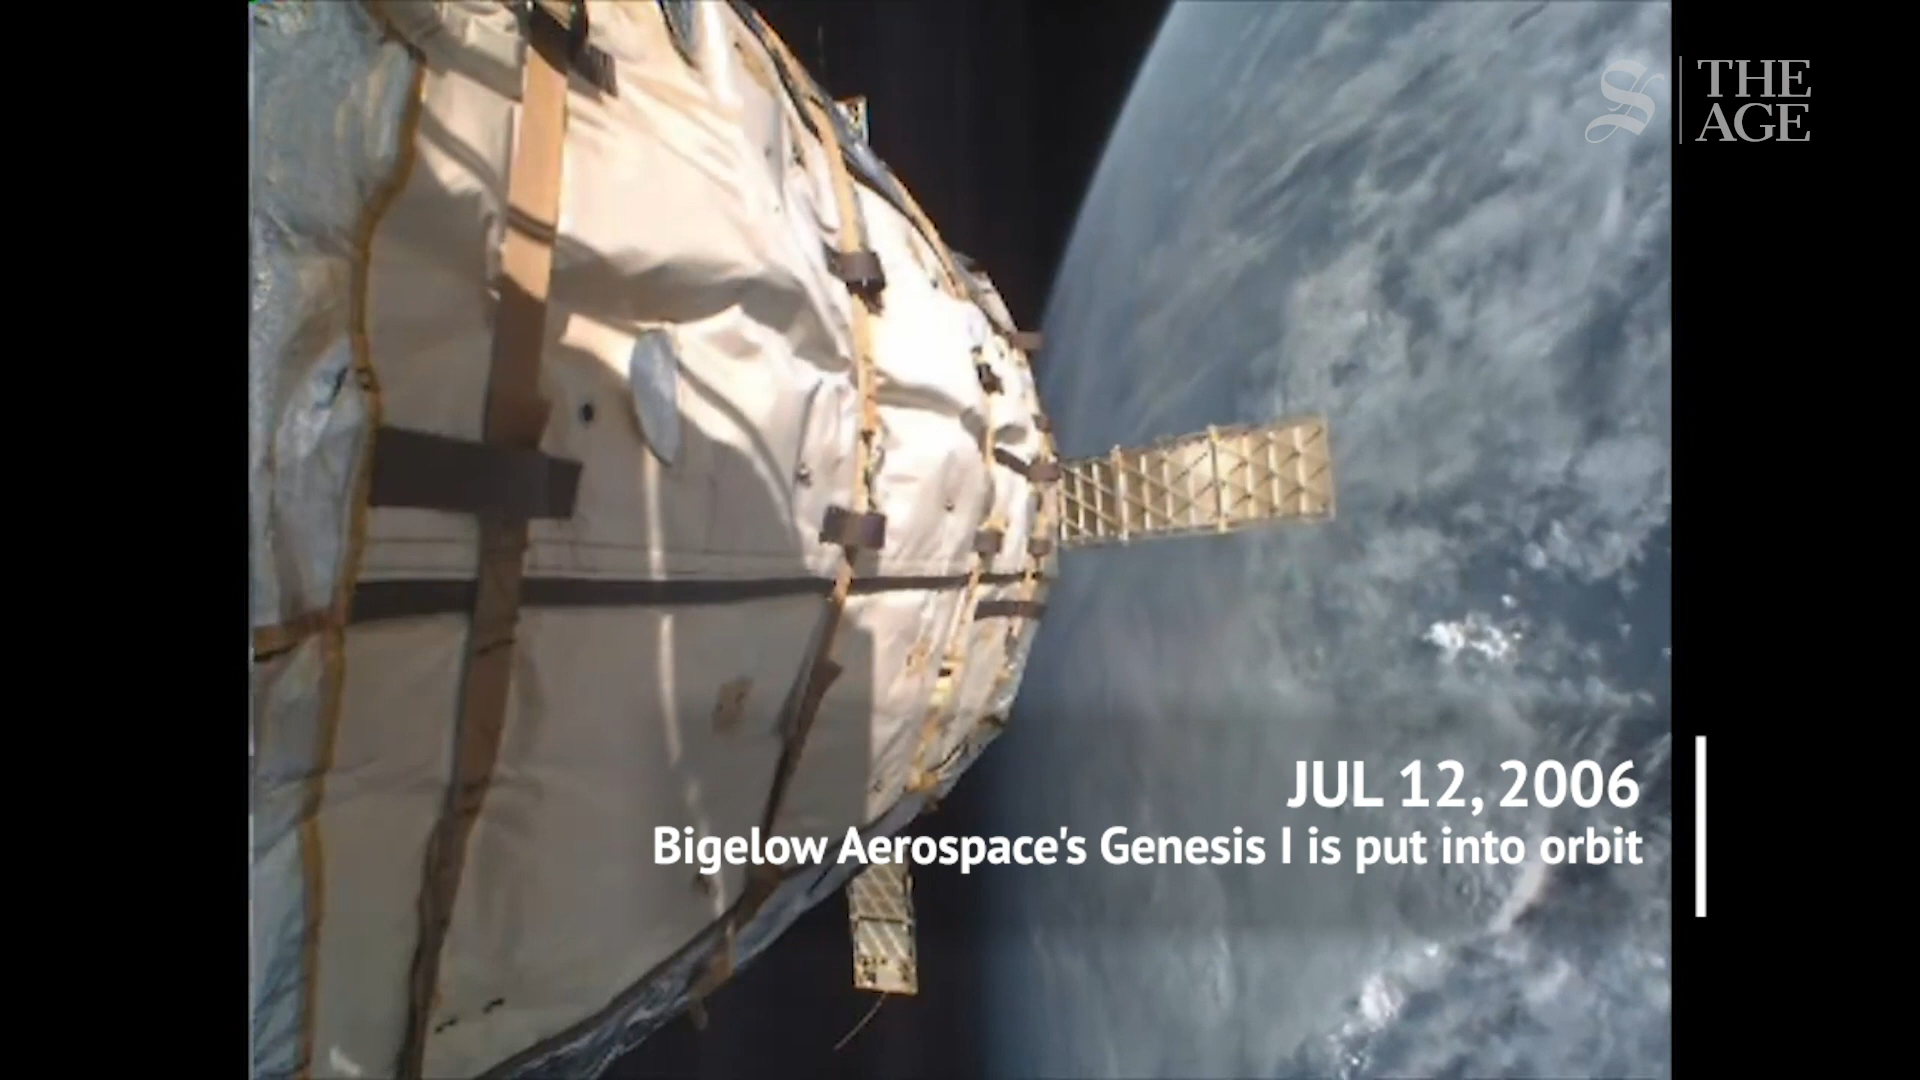 THE
AGE
JUL 12, 2006
Bigelow Aerospace's Genesis I is put into orbit